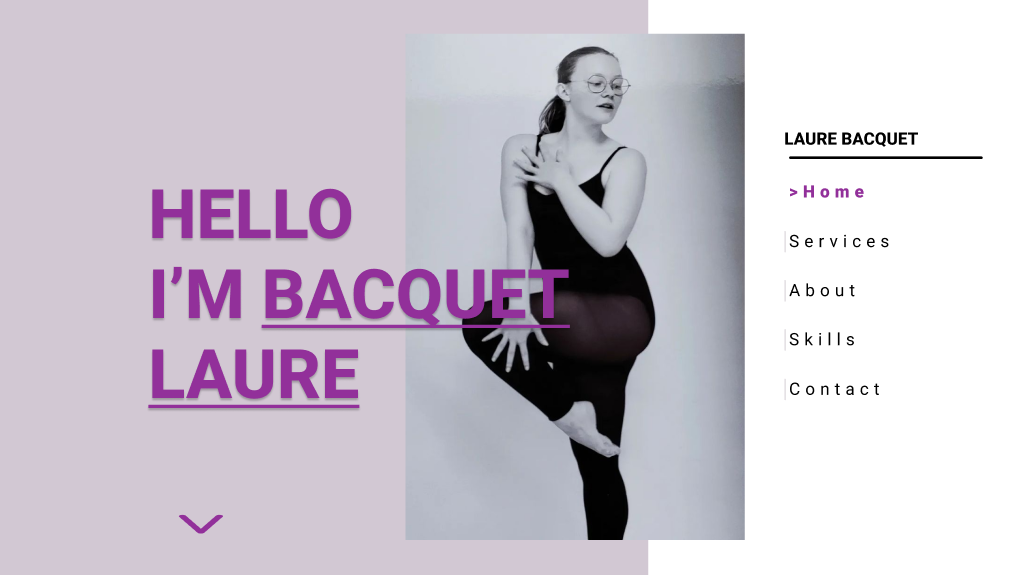 HELLO
I’M BACQUET
LAURE
LAURE BACQUET
>Home
Services
About
Skills
Contact